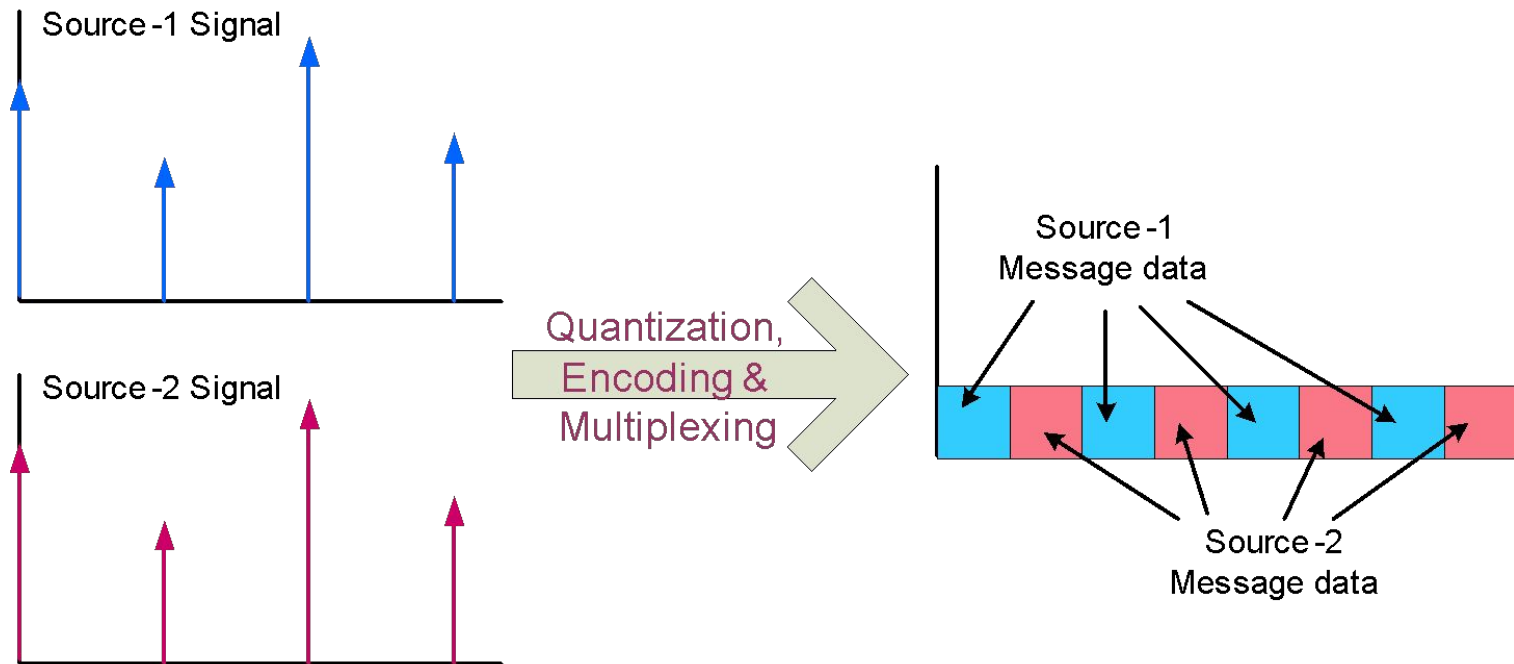 Source-1 Signal
Source-2 Signal
Quantization,
Encoding &
Multiplexing
Source-1
Message data
Source-2
Message data